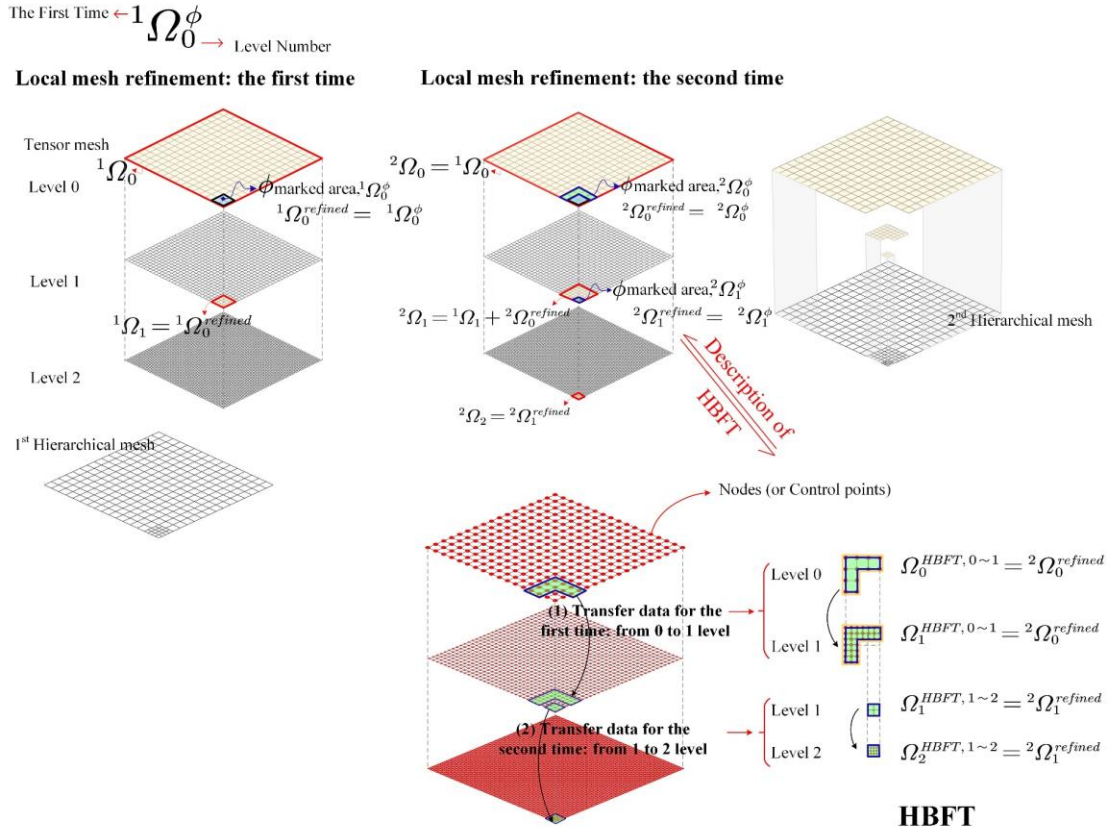 The First Time ← ¹Ω₀^ϕ → Level Number
Local mesh refinement: the first time
Tensor mesh
¹Ω₀
Level 0
ϕ marked area, ¹Ω₀^ϕ
¹Ω₀^refined = ¹Ω₀^ϕ
Level 1
¹Ω₁ = ¹Ω₀^refined
Level 2
1st Hierarchical mesh
Local mesh refinement: the second time
²Ω₀ = ¹Ω₀
ϕ marked area, ²Ω₀^ϕ
²Ω₀^refined = ²Ω₀^ϕ
ϕ marked area, ²Ω₁^ϕ
²Ω₁ = ¹Ω₁ + ²Ω₀^refined
²Ω₁^refined = ²Ω₁^ϕ
²Ω₂ = ²Ω₁^refined
2nd Hierarchical mesh
Description of
HBFT
Nodes (or Control points)
(1) Transfer data for the
first time: from 0 to 1 level
Level 0
Ω₀^HBFT, 0~1 = ²Ω₀^refined
Level 1
Ω₁^HBFT, 0~1 = ²Ω₀^refined
(2) Transfer data for the
second time: from 1 to 2 level
Level 1
Ω₁^HBFT, 1~2 = ²Ω₁^refined
Level 2
Ω₂^HBFT, 1~2 = ²Ω₁^refined
HBFT